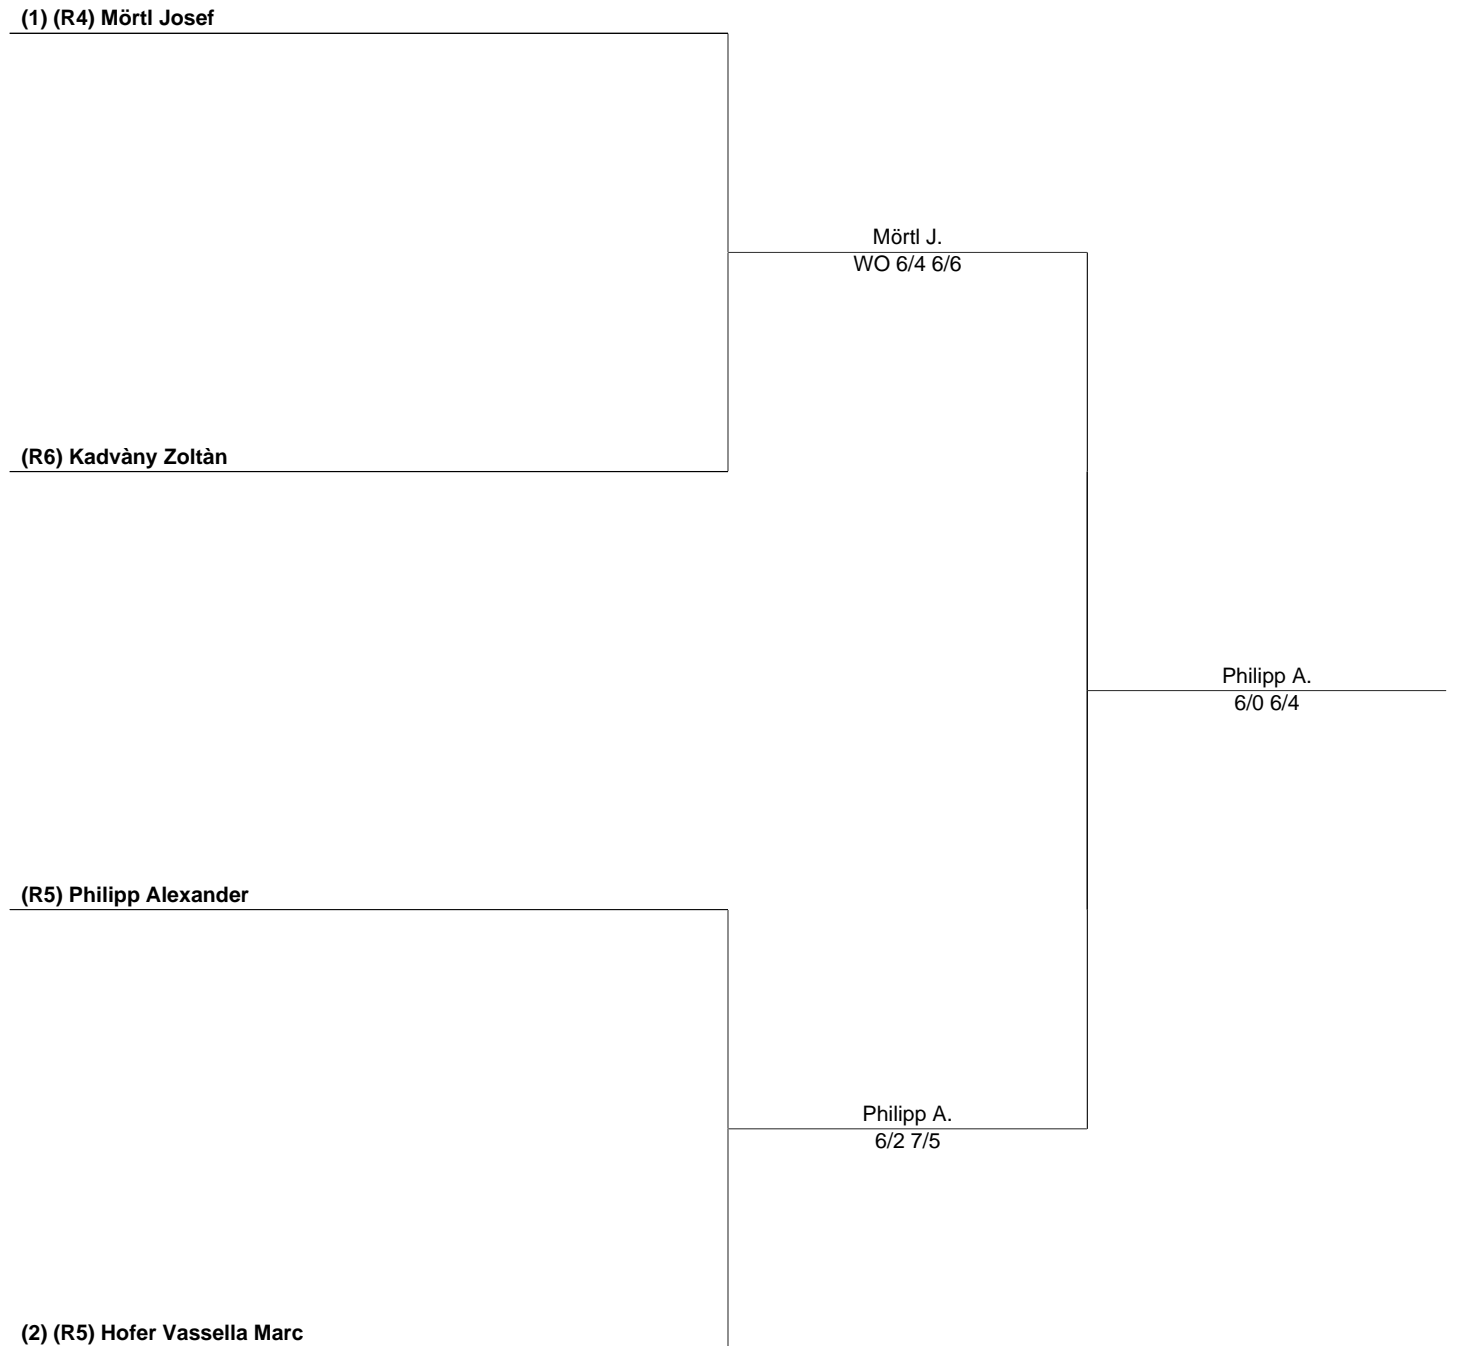 (1) (R4) Mörtl Josef
Mörtl J.
WO 6/4 6/6
(R6) Kadvàny Zoltàn
Philipp A.
6/0 6/4
(R5) Philipp Alexander
Philipp A.
6/2 7/5
(2) (R5) Hofer Vassella Marc